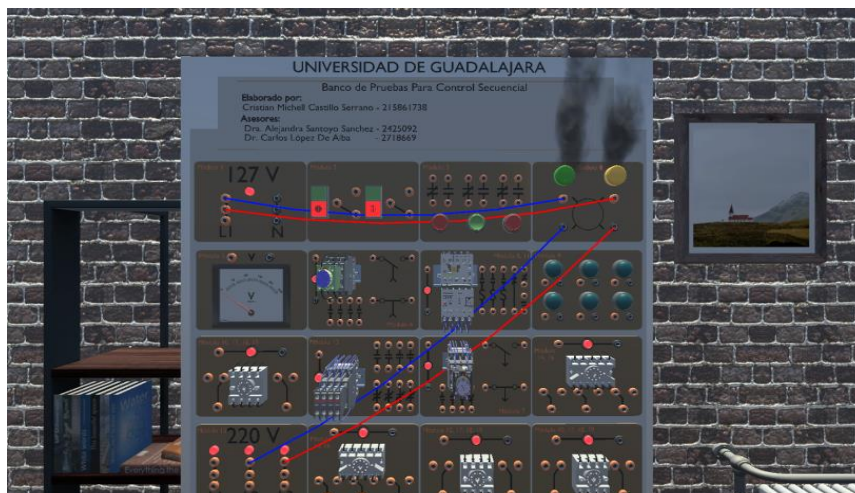 UNIVERSIDAD DE GUADALAJARA
Banco de Pruebas Para Control Secuencial
Elaborado por:
Cristian Michell Castillo Serrano - 215861738
Asesores:
Dra. Alejandra Santoyo Sanchez - 2425092
Dr. Carlos López De Alba - 2718669
127 V
L1 N
V
V
220 V